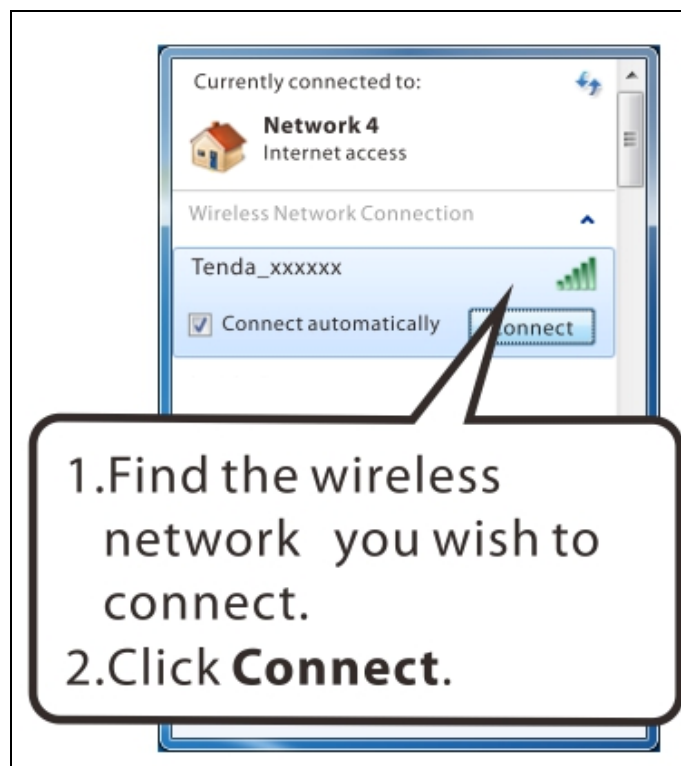 Currently connected to:
Network 4
Internet access
Wireless Network Connection
Tenda_xxxxxx
Connect automatically
Connect
1.Find the wireless
network you wish to
connect.
2.Click Connect.